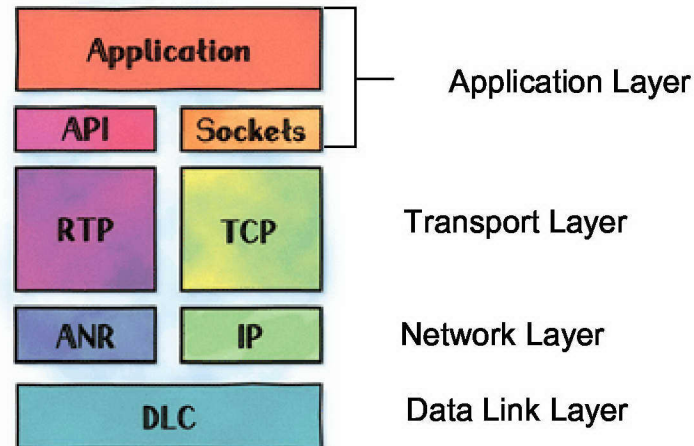 Application
Application Layer
API Sockets
RTP TCP Transport Layer
ANR IP Network Layer
DLC Data Link Layer